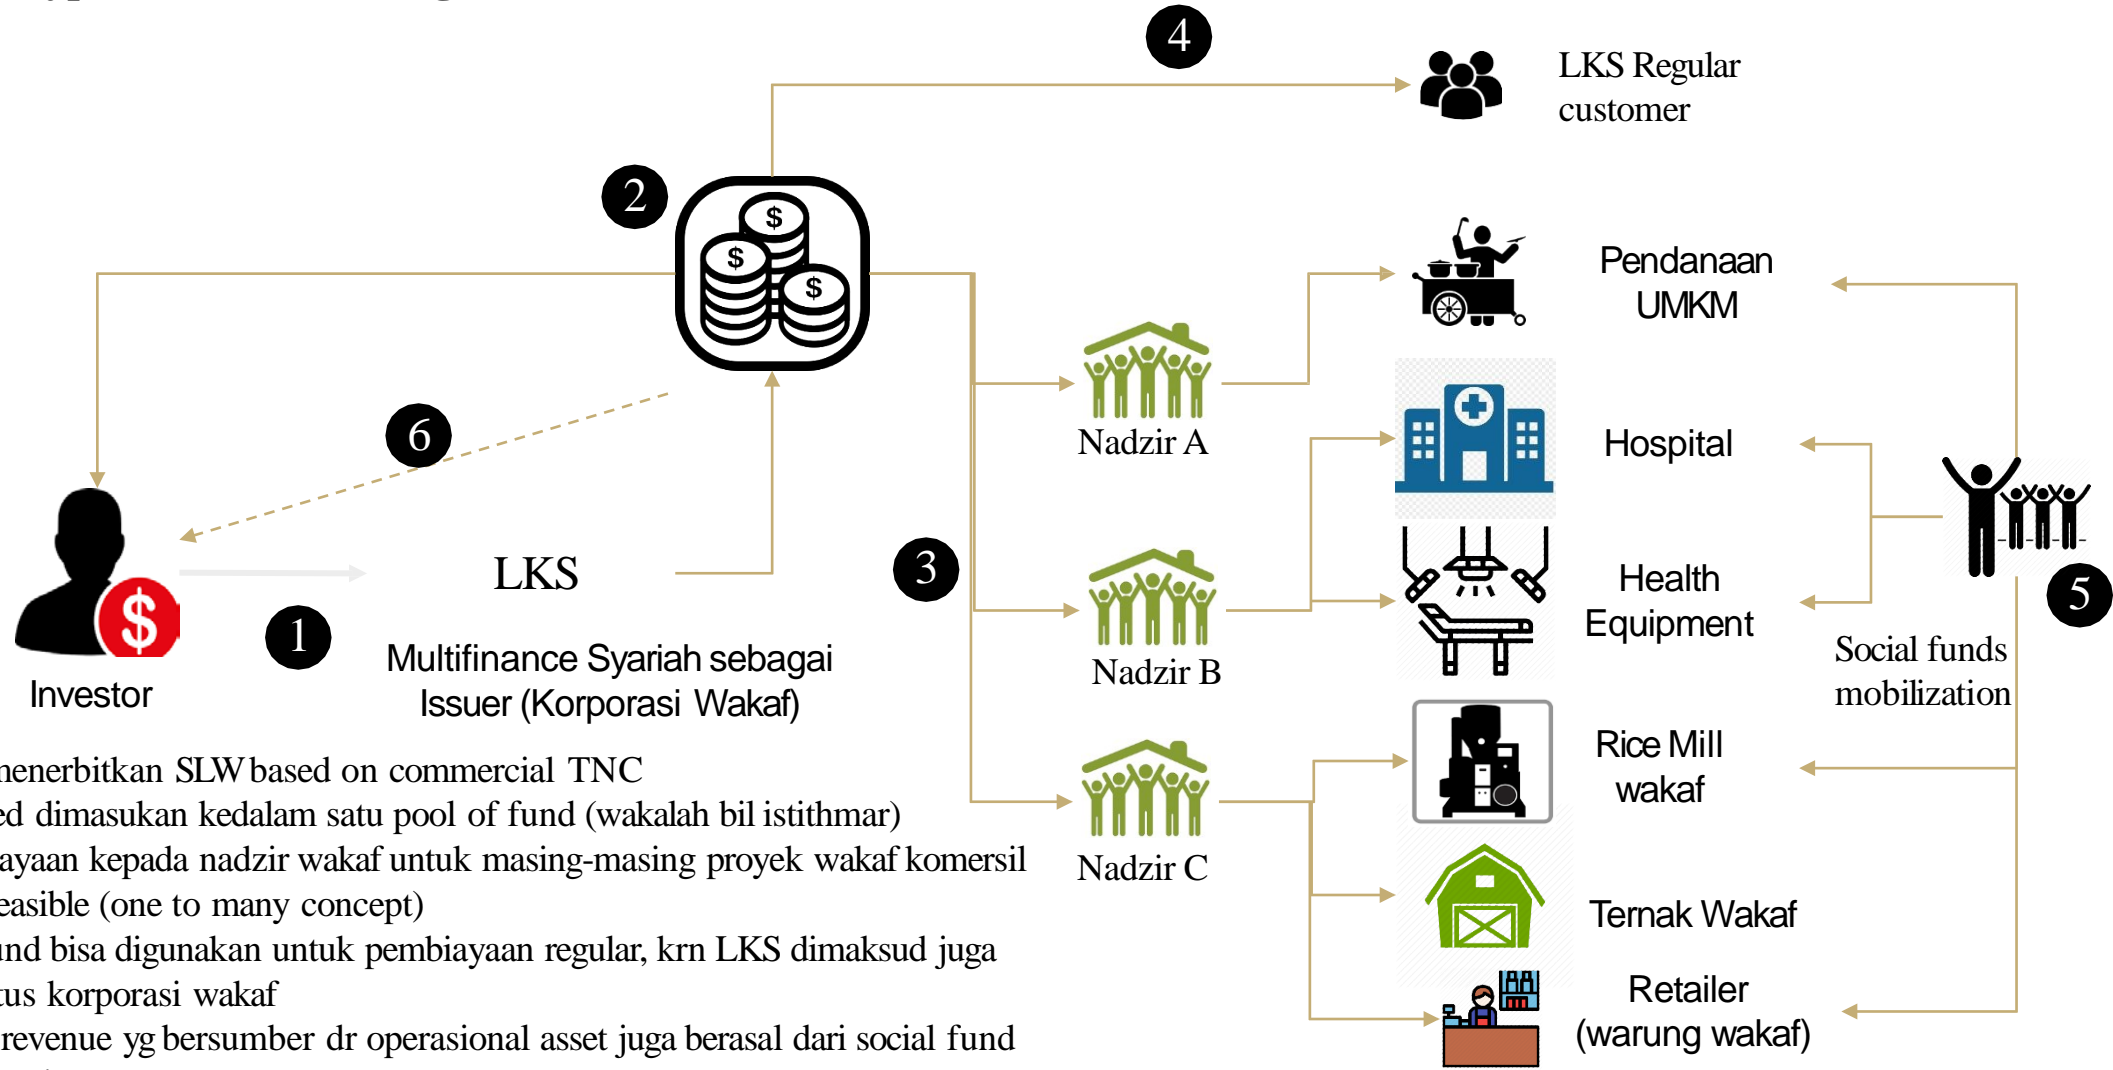 4
LKS Regular
customer
2
$
$
$
Pendanaan
UMKM
6
Nadzir A
Hospital
3
LKS
Health
Equipment
5
$
1
Investor
Multifinance Syariah sebagai
Issuer (Korporasi Wakaf)
Nadzir B
Social funds
mobilization
Rice Mill
wakaf
menerbitkan SLW based on commercial TNC
ed dimasukan kedalam satu pool of fund (wakalah bil istithmar)
ayaan kepada nadzir wakaf untuk masing-masing proyek wakaf komersil
easible (one to many concept)
und bisa digunakan untuk pembiayaan regular, krn LKS dimaksud juga
tus korporasi wakaf
revenue yg bersumber dr operasional asset juga berasal dari social fund
Nadzir C
Ternak Wakaf
Retailer
(warung wakaf)